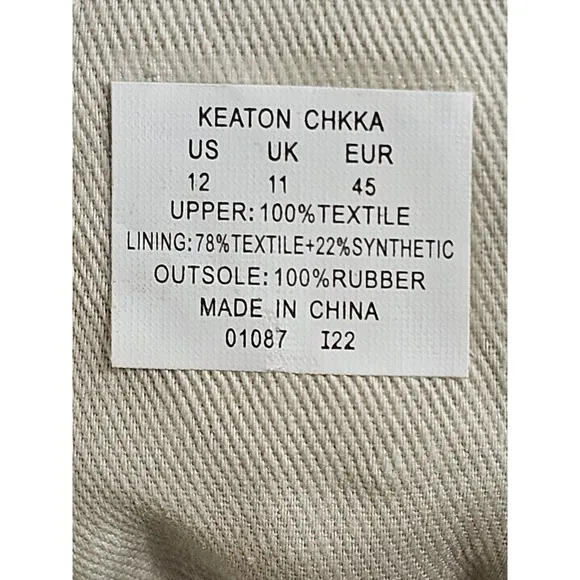 KEATON CHKKA
US UK EUR
12 11 45
UPPER: 100%TEXTILE
LINING:78%TEXTILE+22%SYNTHETIC
OUTSOLE: 100%RUBBER
MADE IN CHINA
01087 I22